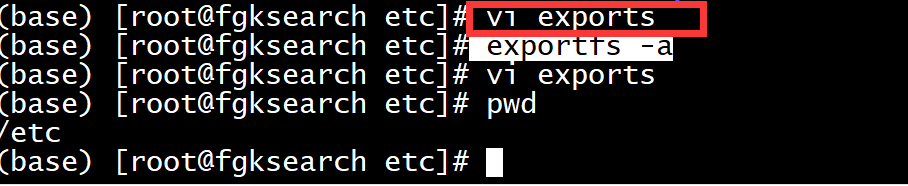 (base) [root@fgksearch etc]# vi exports
(base) [root@fgksearch etc]# exportfs -a
(base) [root@fgksearch etc]# vi exports
(base) [root@fgksearch etc]# pwd
/etc
(base) [root@fgksearch etc]#